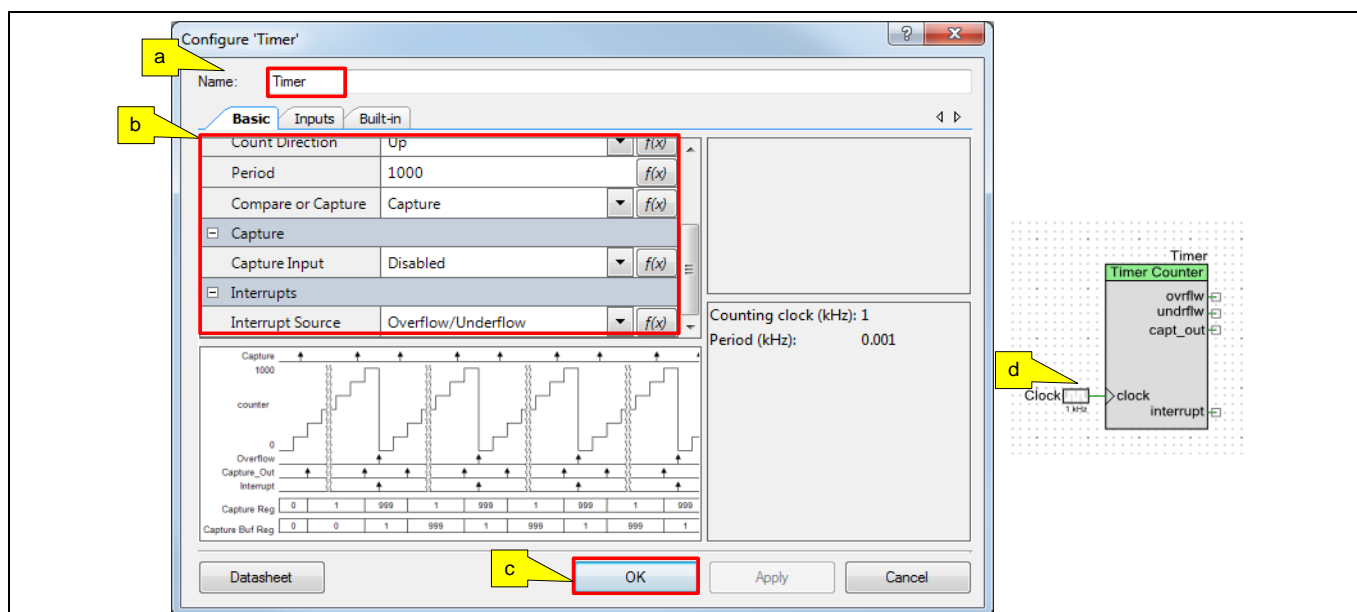 Configure 'Timer'
a
Name: Timer
Basic Inputs Built-in
b
Count Direction Up f(x)
Period 1000 f(x)
Compare or Capture Capture f(x)
Capture
Capture Input Disabled f(x)
Interrupts
Interrupt Source Overflow/Underflow f(x)
Counting clock (kHz): 1
Period (kHz): 0.001
Capture
1000
counter
0
Overflow
Capture_Out
Interrupt
Capture Reg 0 1 999 1 999 1 999 1 999
Capture Buf Reg 0 0 1 999 1 999 1 999 1
Datasheet
c
OK
Apply
Cancel
Timer
Timer Counter
ovrflw
undrflw
capt_out
d
Clock
1 kHz
clock
interrupt